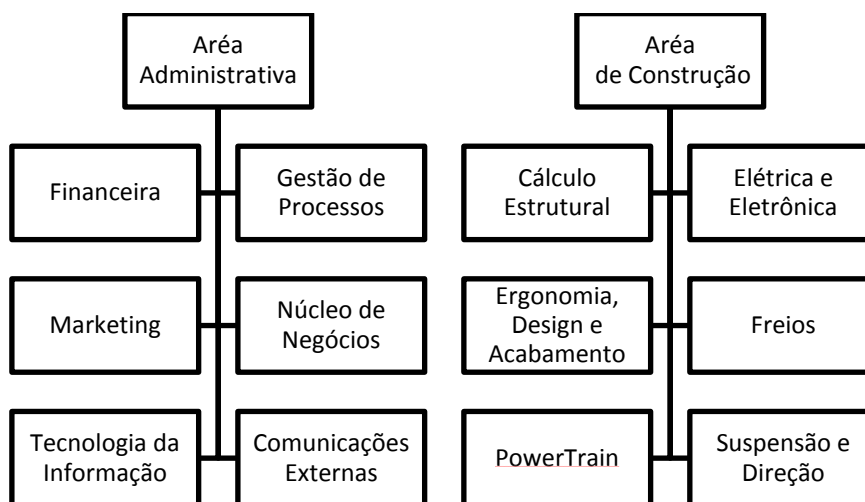 Aréa
Administrativa
Aréa
de Construção
Financeira
Gestão de
Processos
Cálculo
Estrutural
Elétrica e
Eletrônica
Marketing
Núcleo de
Negócios
Ergonomia,
Design e
Acabamento
Freios
Tecnologia da
Informação
Comunicações
Externas
PowerTrain
Suspensão e
Direção